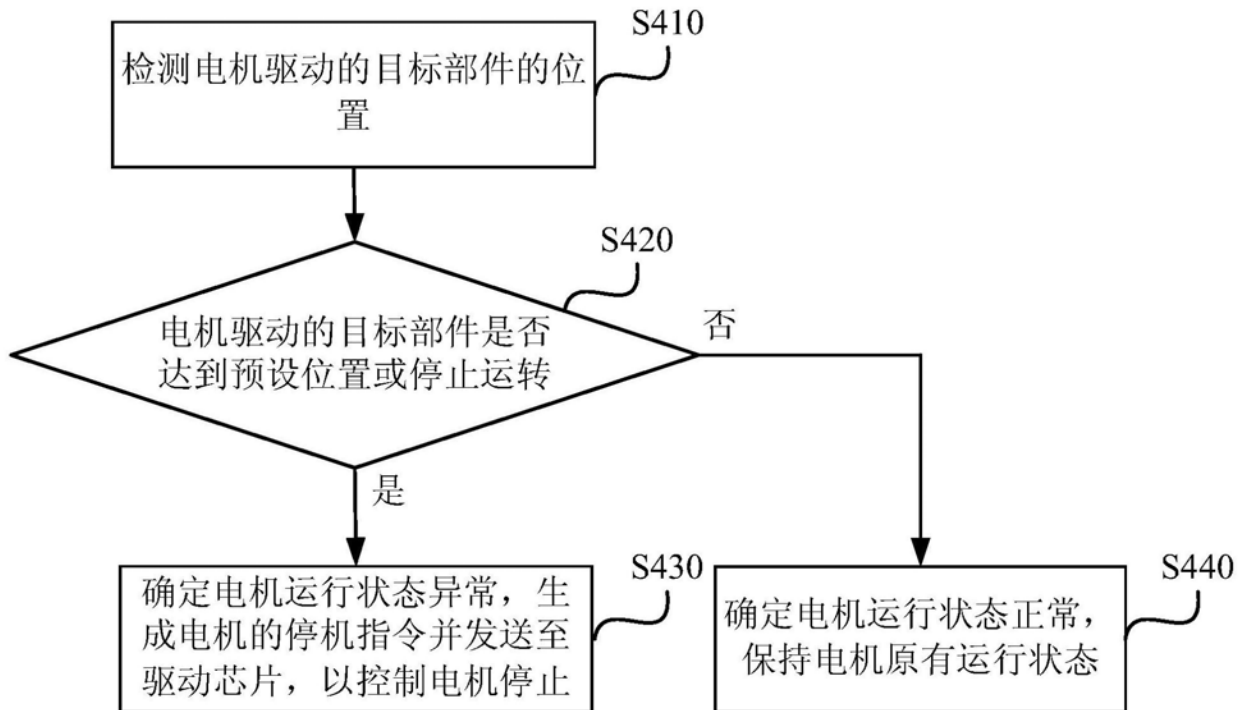 S410
检测电机驱动的目标部件的位
置
S420
电机驱动的目标部件是否
达到预设位置或停止运转
否
是
S430
确定电机运行状态异常，生
成电机的停机指令并发送至
驱动芯片，以控制电机停止
S440
确定电机运行状态正常，
保持电机原有运行状态